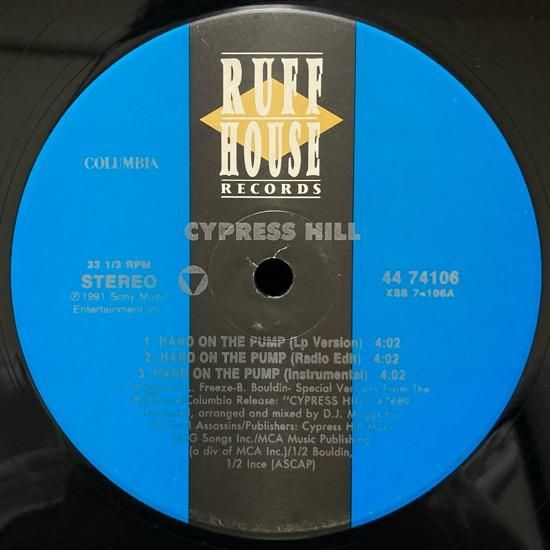 RUFF
HOUSE
RECORDS
COLUMBIA
CYPRESS HILL
33 1/3 RPM
STEREO
℗ 1991 Sony Music
Entertainment Inc.
44 74106
XSS 74106A
1. HAND ON THE PUMP (Lp Version) 4:02
2. HAND ON THE PUMP (Radio Edit) 4:02
3. HAND ON THE PUMP (Instrumental) 4:02
Freeze-B. Bouldin- Special Versions From The
Ruffhouse/Columbia Release: "CYPRESS HILL" 47889
Produced, arranged and mixed by D.J. Muggs for
Soul Assassins/Publishers: Cypress Hill Music
Songs Inc./MCA Music Publishing
(a div of MCA Inc.)/1/2 Bouldin,
1/2 Ince (ASCAP)